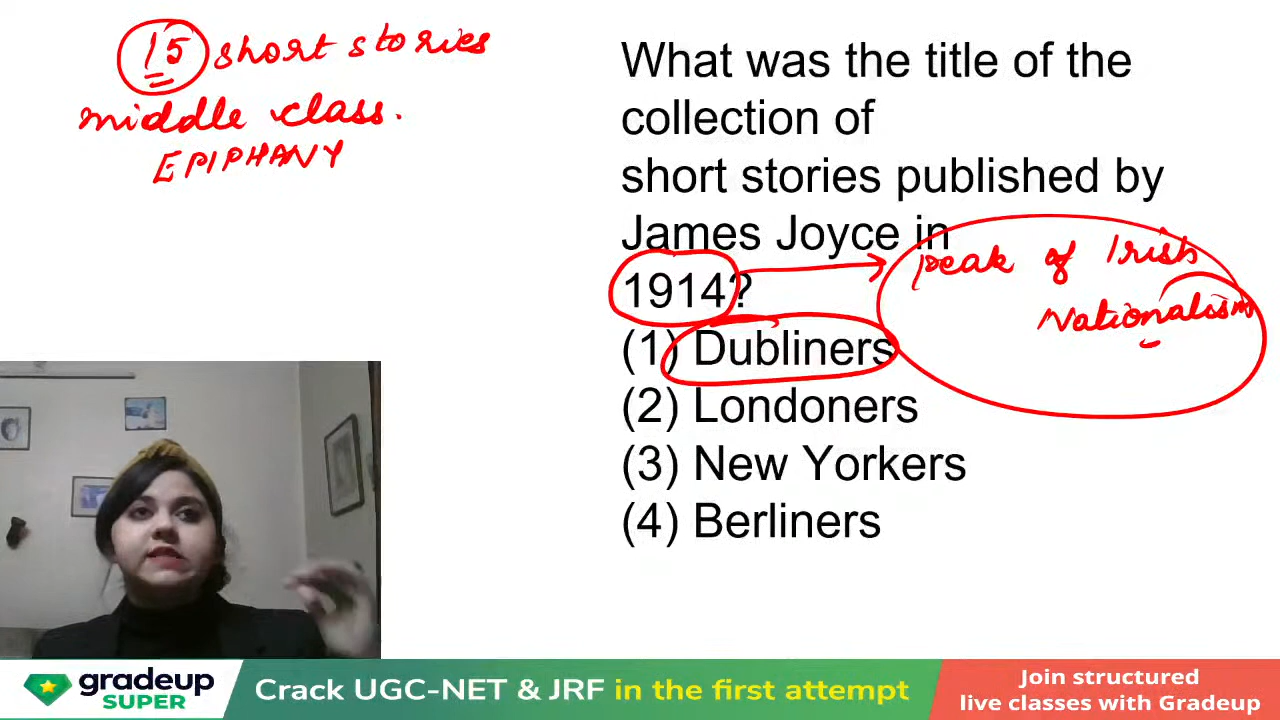 15 short stories
middle class.
EPIPHANY
What was the title of the
collection of
short stories published by
James Joyce in
1914?
peak of Irish
Nationalism
(1) Dubliners
(2) Londoners
(3) New Yorkers
(4) Berliners
gradeup
SUPER
Crack UGC-NET & JRF in the first attempt
Join structured
live classes with Gradeup